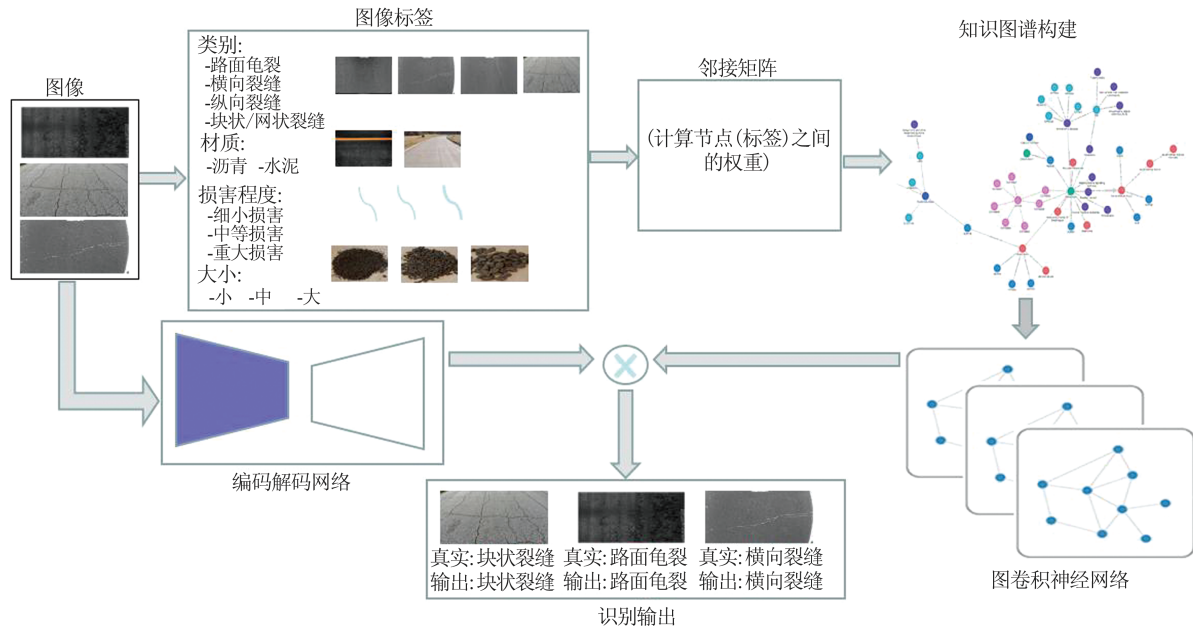 图像标签
知识图谱构建
图像
类别:
-路面龟裂
-横向裂缝
-纵向裂缝
-块状/网状裂缝
材质:
-沥青 -水泥
损害程度:
-细小损害
-中等损害
-重大损害
大小:
-小 -中 -大
邻接矩阵
(计算节点(标签)之间
的权重)
编码解码网络
真实:块状裂缝 真实:路面龟裂 真实:横向裂缝
输出:块状裂缝 输出:路面龟裂 输出:横向裂缝
识别输出
图卷积神经网络